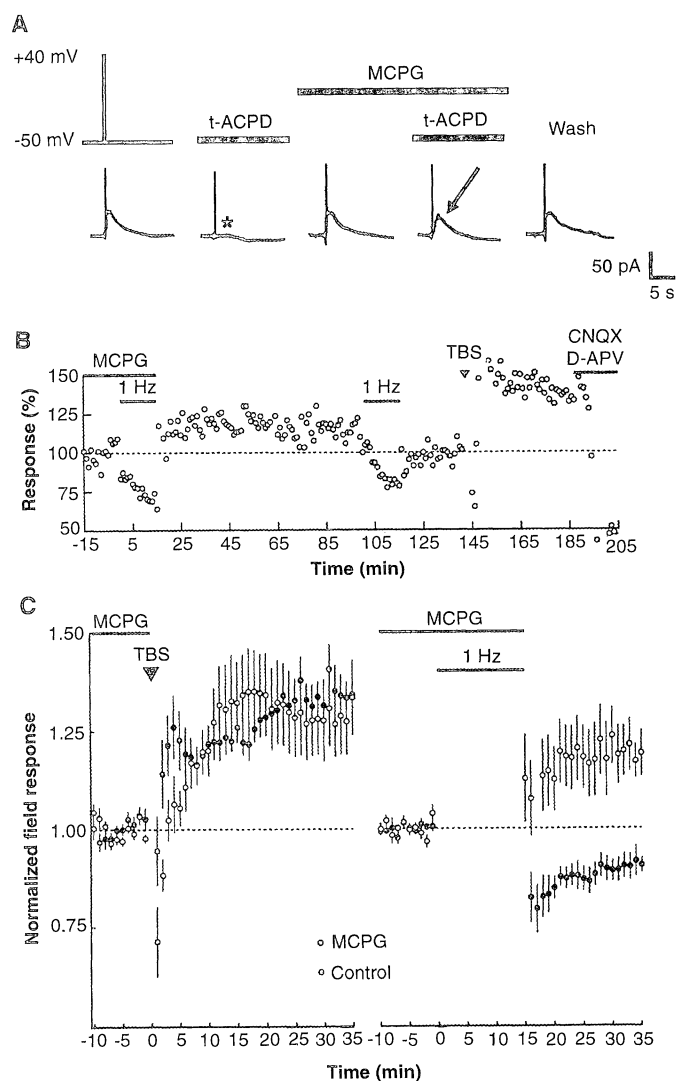 A
+40 mV
-50 mV
MCPG
t-ACPD
t-ACPD
Wash
50 pA
5 s
B
MCPG
1 Hz
1 Hz
TBS
CNQX
D-APV
Response (%)
150
125
100
75
50
-15 5 25 45 65 85 105 125 145 165 185 205
Time (min)
C
MCPG
TBS
MCPG
1 Hz
Normalized field response
1.50
1.25
1.00
0.75
MCPG
Control
-10 -5 0 5 10 15 20 25 30 35
-10 -5 0 5 10 15 20 25 30 35
Time (min)